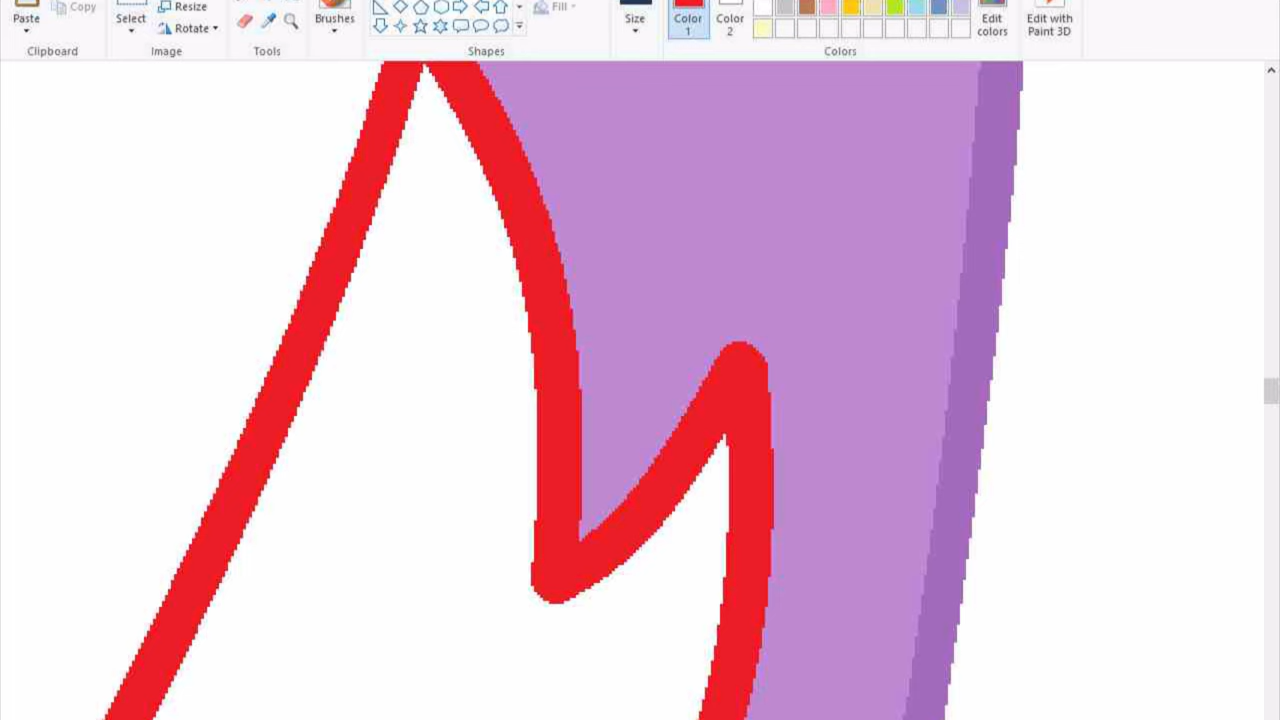 Paste
Copy
Clipboard
Select
Resize
Rotate
Image
Tools
Brushes
Shapes
Fill
Size
Color
1
Color
2
Edit
colors
Colors
Edit with
Paint 3D